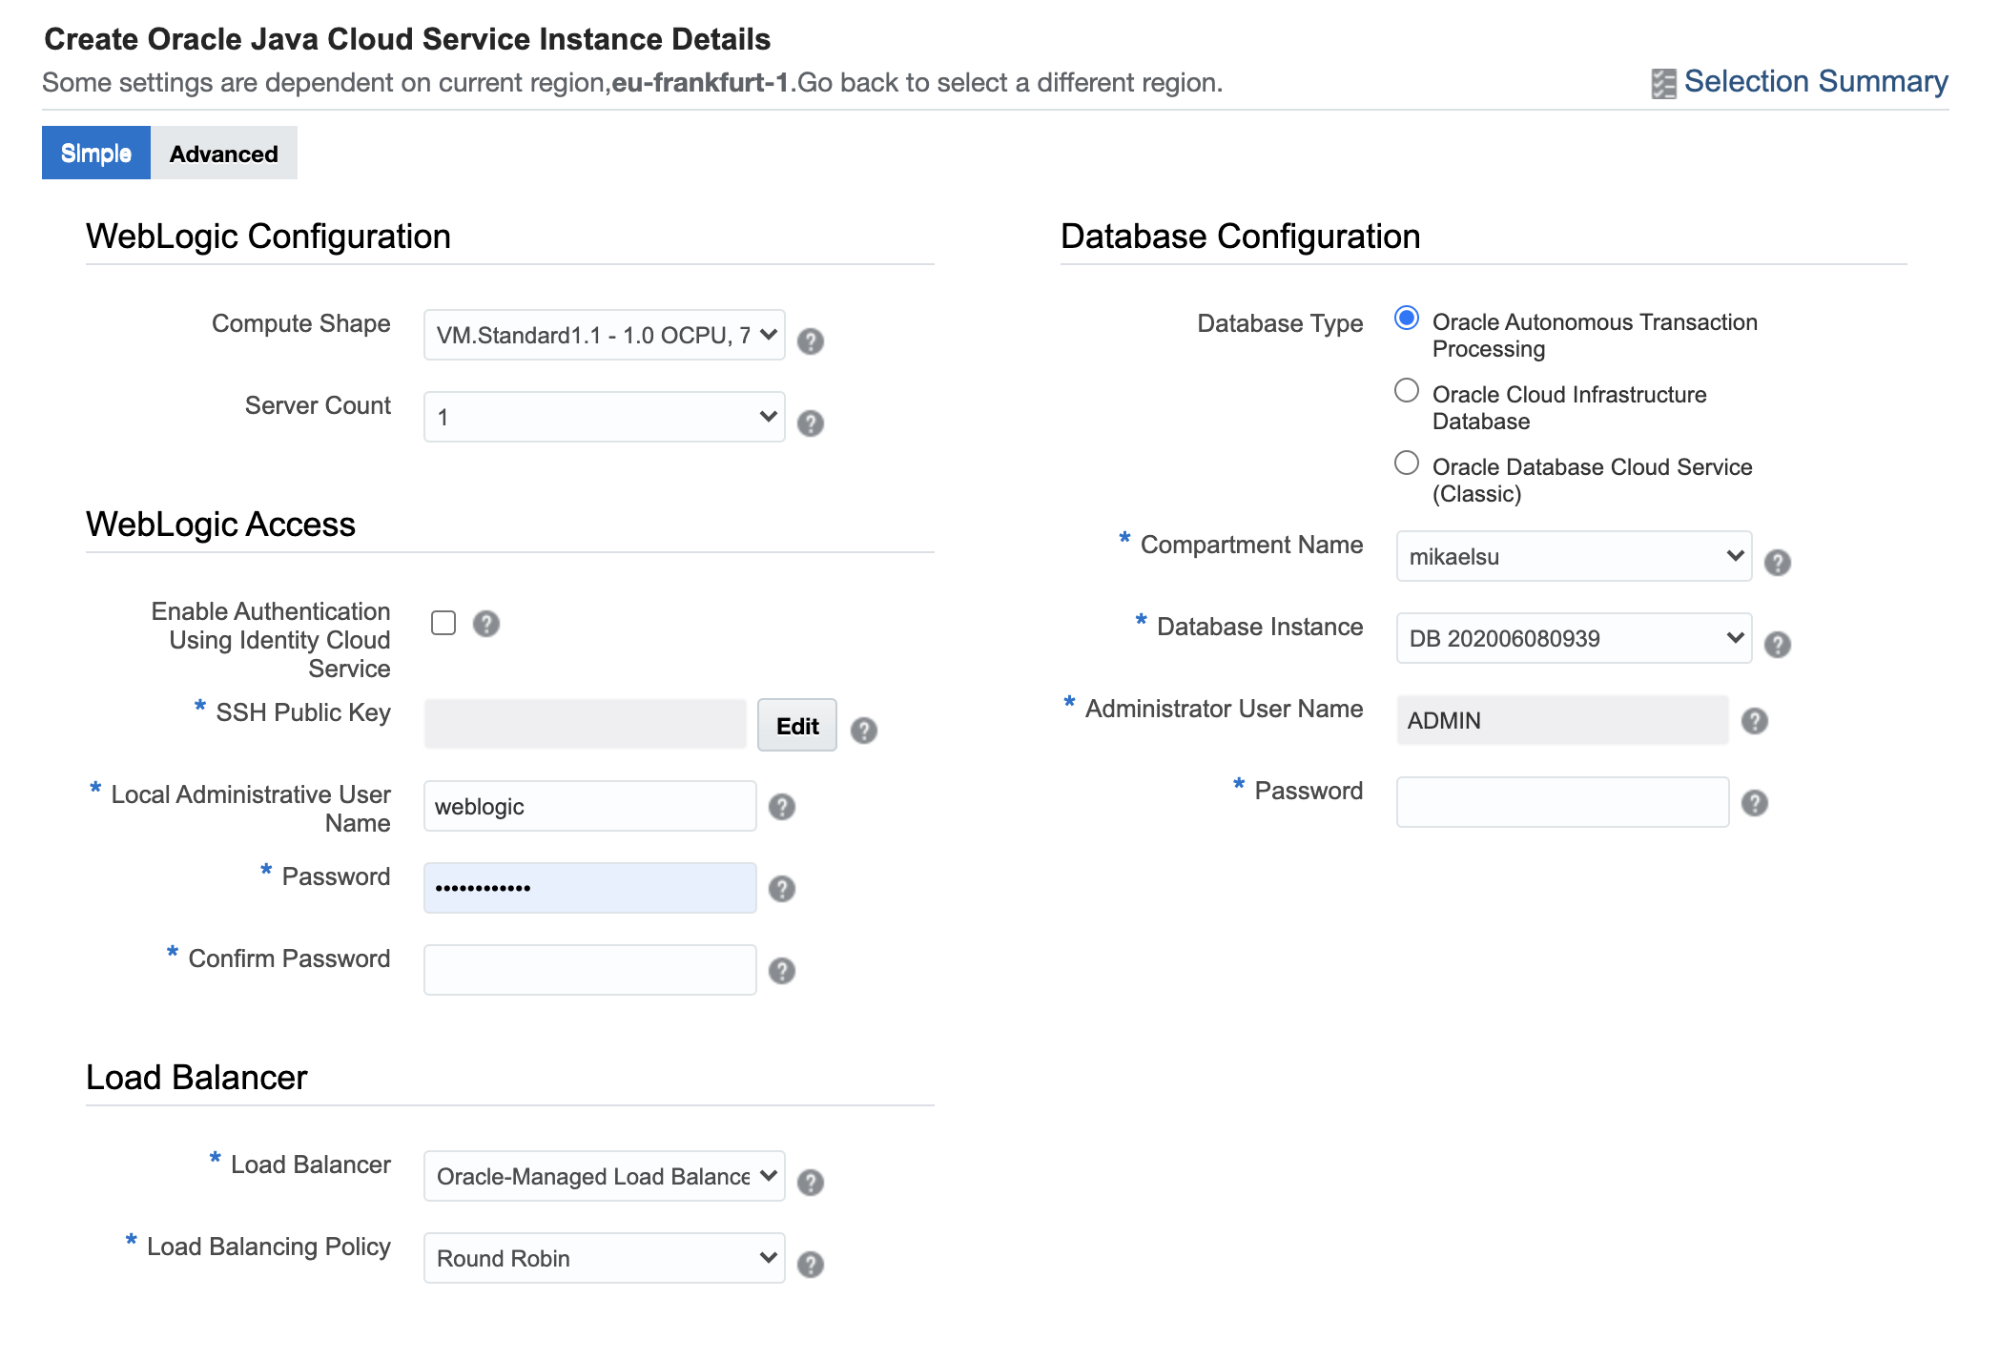 Create Oracle Java Cloud Service Instance Details
Some settings are dependent on current region,eu-frankfurt-1.Go back to select a different region.
Selection Summary
Simple
Advanced
WebLogic Configuration
Compute Shape
VM.Standard1.1 - 1.0 OCPU, 7
?
Server Count
1
?
WebLogic Access
Enable Authentication
Using Identity Cloud
Service
?
* SSH Public Key
Edit
?
* Local Administrative User
Name
weblogic
?
* Password
••••••••••••
?
* Confirm Password
?
Load Balancer
* Load Balancer
Oracle-Managed Load Balance
?
* Load Balancing Policy
Round Robin
?
Database Configuration
Database Type
Oracle Autonomous Transaction
Processing
Oracle Cloud Infrastructure
Database
Oracle Database Cloud Service
(Classic)
* Compartment Name
mikaelsu
?
* Database Instance
DB 202006080939
?
* Administrator User Name
ADMIN
?
* Password
?